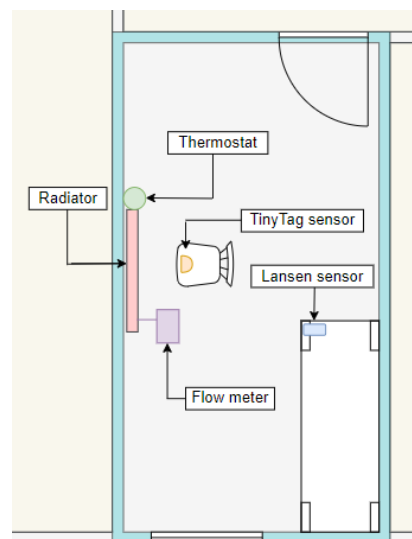 Thermostat
Radiator
TinyTag sensor
Lansen sensor
Flow meter